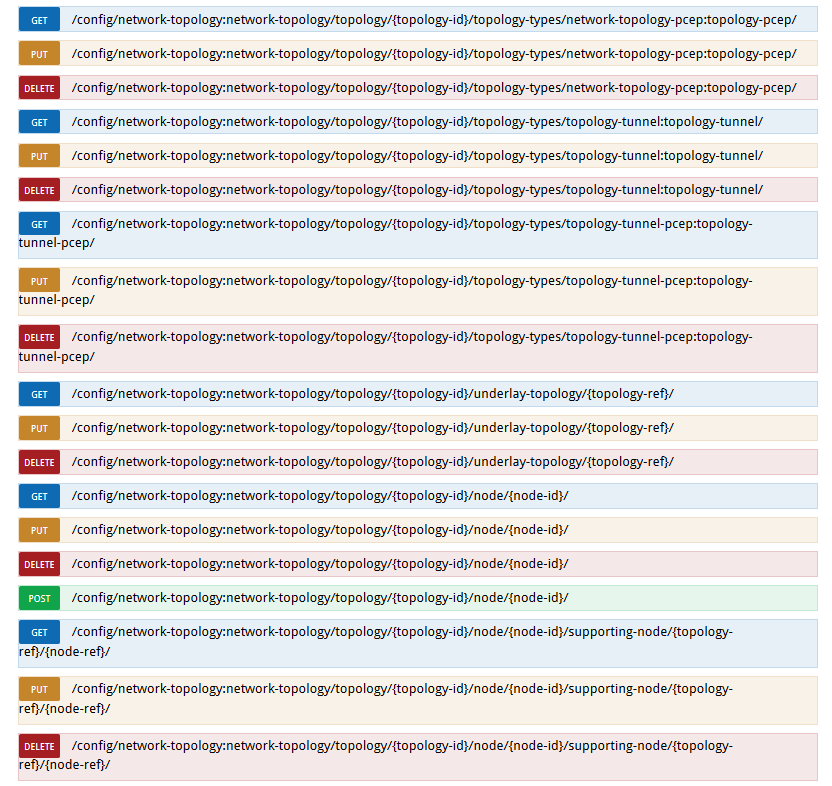 GET /config/network-topology:network-topology/topology/{topology-id}/topology-types/network-topology-pcep:topology-pcep/
PUT /config/network-topology:network-topology/topology/{topology-id}/topology-types/network-topology-pcep:topology-pcep/
DELETE /config/network-topology:network-topology/topology/{topology-id}/topology-types/network-topology-pcep:topology-pcep/
GET /config/network-topology:network-topology/topology/{topology-id}/topology-types/topology-tunnel:topology-tunnel/
PUT /config/network-topology:network-topology/topology/{topology-id}/topology-types/topology-tunnel:topology-tunnel/
DELETE /config/network-topology:network-topology/topology/{topology-id}/topology-types/topology-tunnel:topology-tunnel/
GET /config/network-topology:network-topology/topology/{topology-id}/topology-types/topology-tunnel-pcep:topology-
tunnel-pcep/
PUT /config/network-topology:network-topology/topology/{topology-id}/topology-types/topology-tunnel-pcep:topology-
tunnel-pcep/
DELETE /config/network-topology:network-topology/topology/{topology-id}/topology-types/topology-tunnel-pcep:topology-
tunnel-pcep/
GET /config/network-topology:network-topology/topology/{topology-id}/underlay-topology/{topology-ref}/
PUT /config/network-topology:network-topology/topology/{topology-id}/underlay-topology/{topology-ref}/
DELETE /config/network-topology:network-topology/topology/{topology-id}/underlay-topology/{topology-ref}/
GET /config/network-topology:network-topology/topology/{topology-id}/node/{node-id}/
PUT /config/network-topology:network-topology/topology/{topology-id}/node/{node-id}/
DELETE /config/network-topology:network-topology/topology/{topology-id}/node/{node-id}/
POST /config/network-topology:network-topology/topology/{topology-id}/node/{node-id}/
GET /config/network-topology:network-topology/topology/{topology-id}/node/{node-id}/supporting-node/{topology-
ref}/{node-ref}/
PUT /config/network-topology:network-topology/topology/{topology-id}/node/{node-id}/supporting-node/{topology-
ref}/{node-ref}/
DELETE /config/network-topology:network-topology/topology/{topology-id}/node/{node-id}/supporting-node/{topology-
ref}/{node-ref}/